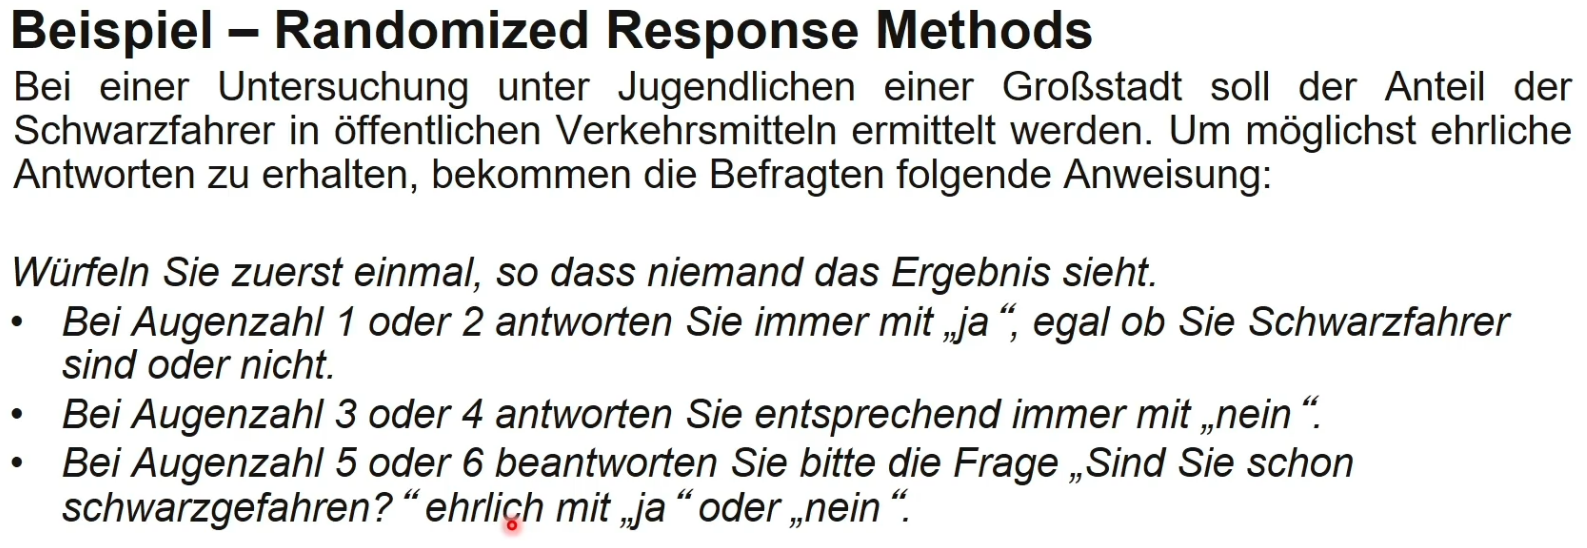 Beispiel – Randomized Response Methods
Bei einer Untersuchung unter Jugendlichen einer Großstadt soll der Anteil der
Schwarzfahrer in öffentlichen Verkehrsmitteln ermittelt werden. Um möglichst ehrliche
Antworten zu erhalten, bekommen die Befragten folgende Anweisung:
Würfeln Sie zuerst einmal, so dass niemand das Ergebnis sieht.
• Bei Augenzahl 1 oder 2 antworten Sie immer mit „ja“, egal ob Sie Schwarzfahrer
sind oder nicht.
• Bei Augenzahl 3 oder 4 antworten Sie entsprechend immer mit „nein“.
• Bei Augenzahl 5 oder 6 beantworten Sie bitte die Frage „Sind Sie schon
schwarzgefahren?“ ehrlich mit „ja“ oder „nein“.